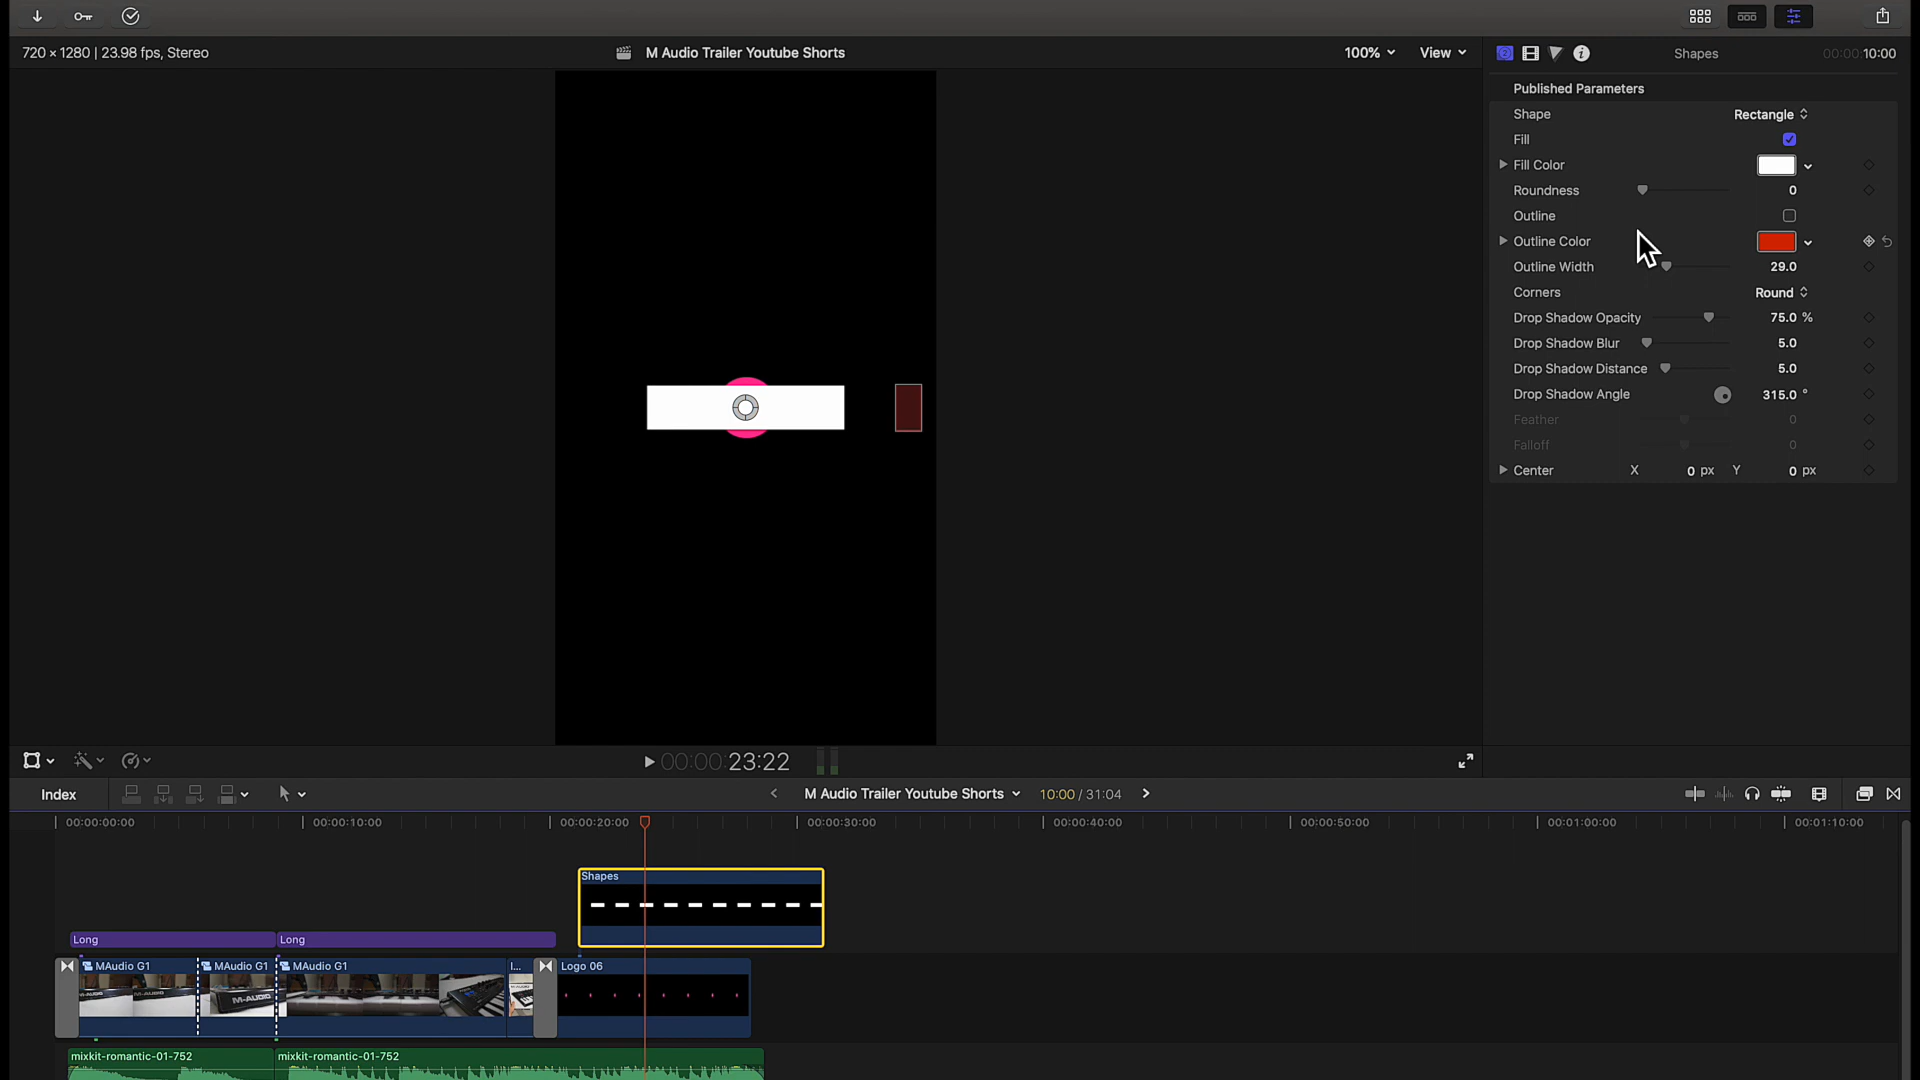 720 × 1280 | 23.98 fps, Stereo
M Audio Trailer Youtube Shorts
100%
View
Shapes
00:00:10:00
Published Parameters
Shape
Rectangle
Fill
Fill Color
Roundness
0
Outline
Outline Color
Outline Width
29.0
Corners
Round
Drop Shadow Opacity
75.0 %
Drop Shadow Blur
5.0
Drop Shadow Distance
5.0
Drop Shadow Angle
315.0 °
Feather
0
Falloff
0
Center
X
0 px
Y
0 px
00:00:23:22
Index
M Audio Trailer Youtube Shorts
10:00 / 31:04
00:00:00:00
00:00:10:00
00:00:20:00
00:00:30:00
00:00:40:00
00:00:50:00
00:01:00:00
00:01:10:00
Shapes
Long
Long
MAudio G1
MAudio G1
MAudio G1
I...
Logo 06
M-AUDIO
mixkit-romantic-01-752
mixkit-romantic-01-752